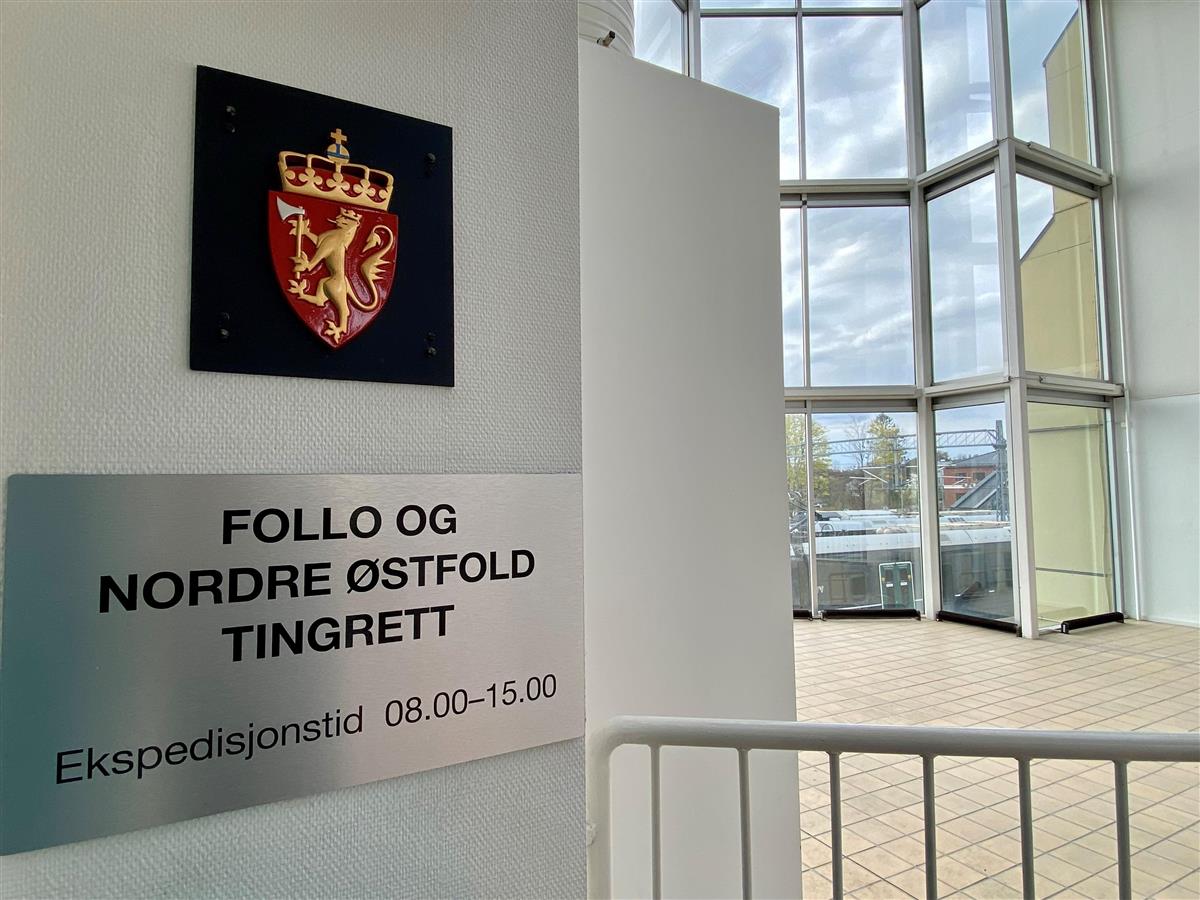 FOLLO OG
NORDRE ØSTFOLD
TINGRETT
Ekspedisjonstid 08.00–15.00